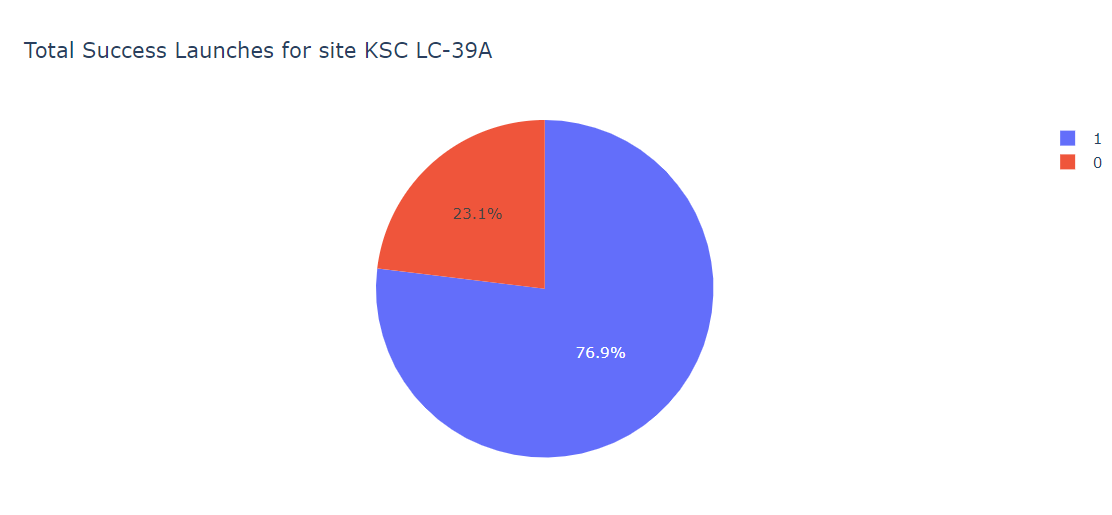 Total Success Launches for site KSC LC-39A
1
0
23.1%
76.9%